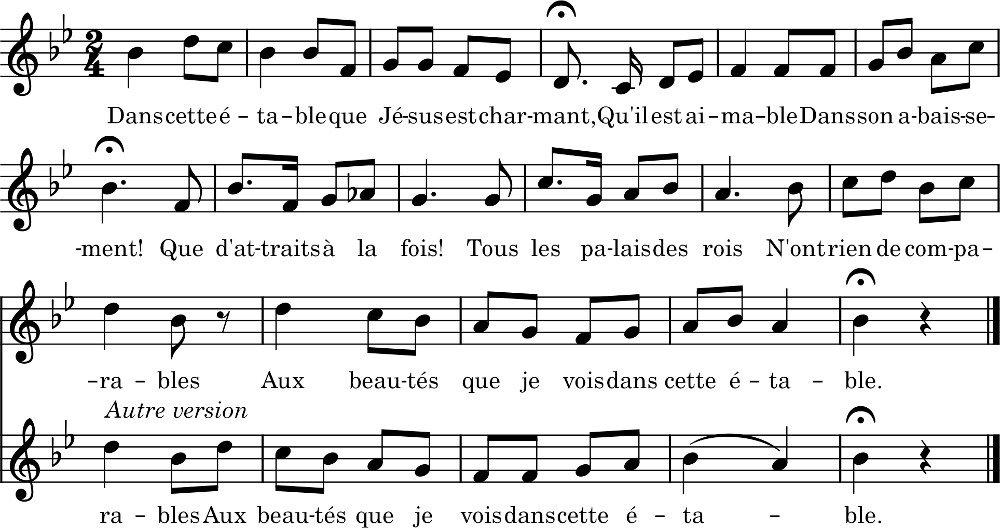 Dans cette é – ta – ble que Jé-sus est char-mant, Qu'il est ai – ma – ble Dans son a-bais-se-
-ment! Que d'at-traits à la fois! Tous les pa-lais des rois N'ont rien de com-pa –
–ra – bles Aux beau-tés que je vois dans cette é – ta – ble.
Autre version
ra – bles Aux beau-tés que je vois dans cette é – ta – ble.